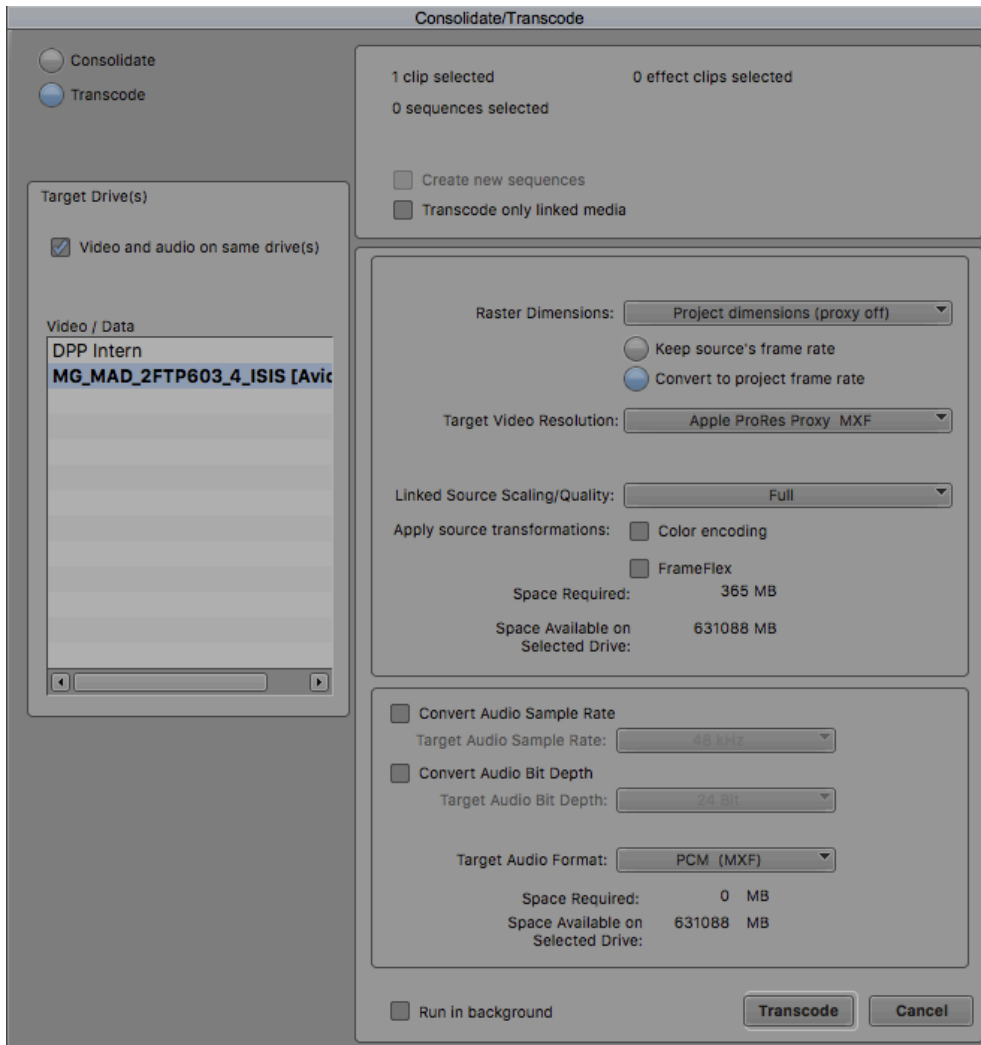 Consolidate/Transcode
Consolidate
Transcode
1 clip selected
0 effect clips selected
0 sequences selected
Create new sequences
Transcode only linked media
Target Drive(s)
Video and audio on same drive(s)
Video / Data
DPP Intern
MG_MAD_2FTP603_4_ISIS [Avid
Raster Dimensions: Project dimensions (proxy off)
Keep source's frame rate
Convert to project frame rate
Target Video Resolution: Apple ProRes Proxy MXF
Linked Source Scaling/Quality: Full
Apply source transformations: Color encoding
FrameFlex
Space Required: 365 MB
Space Available on 631088 MB
Selected Drive:
Convert Audio Sample Rate
Target Audio Sample Rate: 48 kHz
Convert Audio Bit Depth
Target Audio Bit Depth: 24 Bit
Target Audio Format: PCM (MXF)
Space Required: 0 MB
Space Available on 631088 MB
Selected Drive:
Run in background
Transcode
Cancel